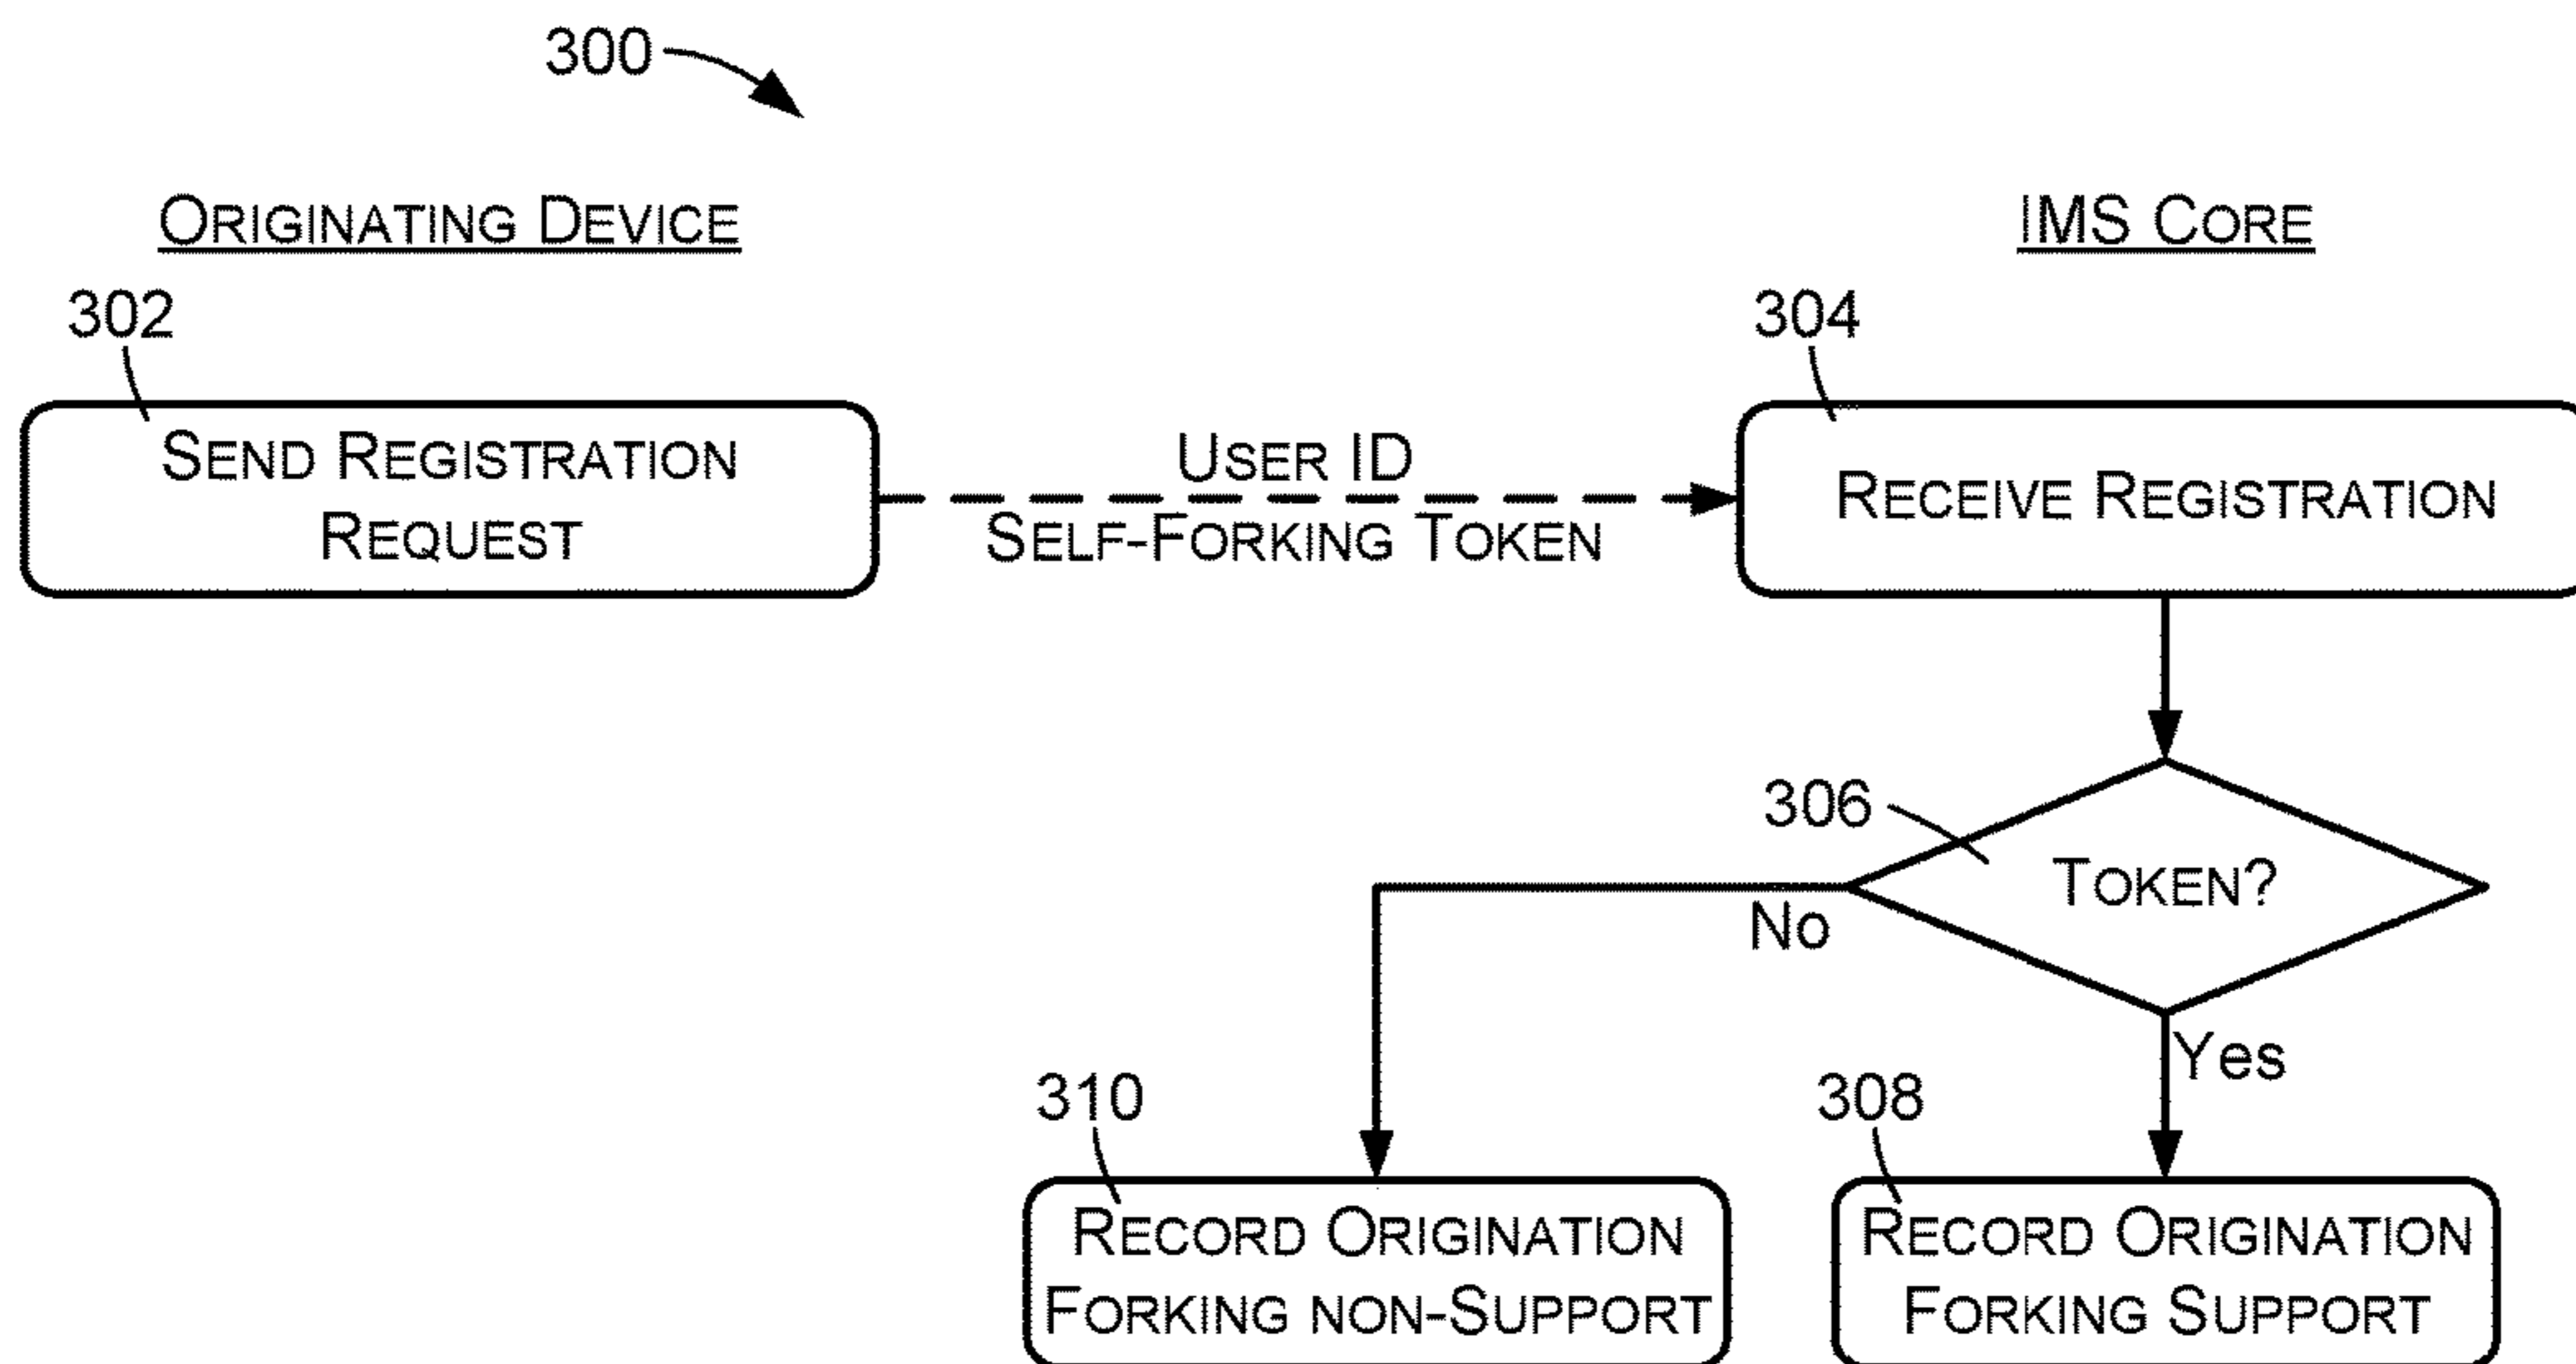 300
ORIGINATING DEVICE
IMS CORE
302
304
SEND REGISTRATION
REQUEST
USER ID
SELF-FORKING TOKEN
RECEIVE REGISTRATION
306
TOKEN?
No
Yes
310
308
RECORD ORIGINATION
FORKING NON-SUPPORT
RECORD ORIGINATION
FORKING SUPPORT